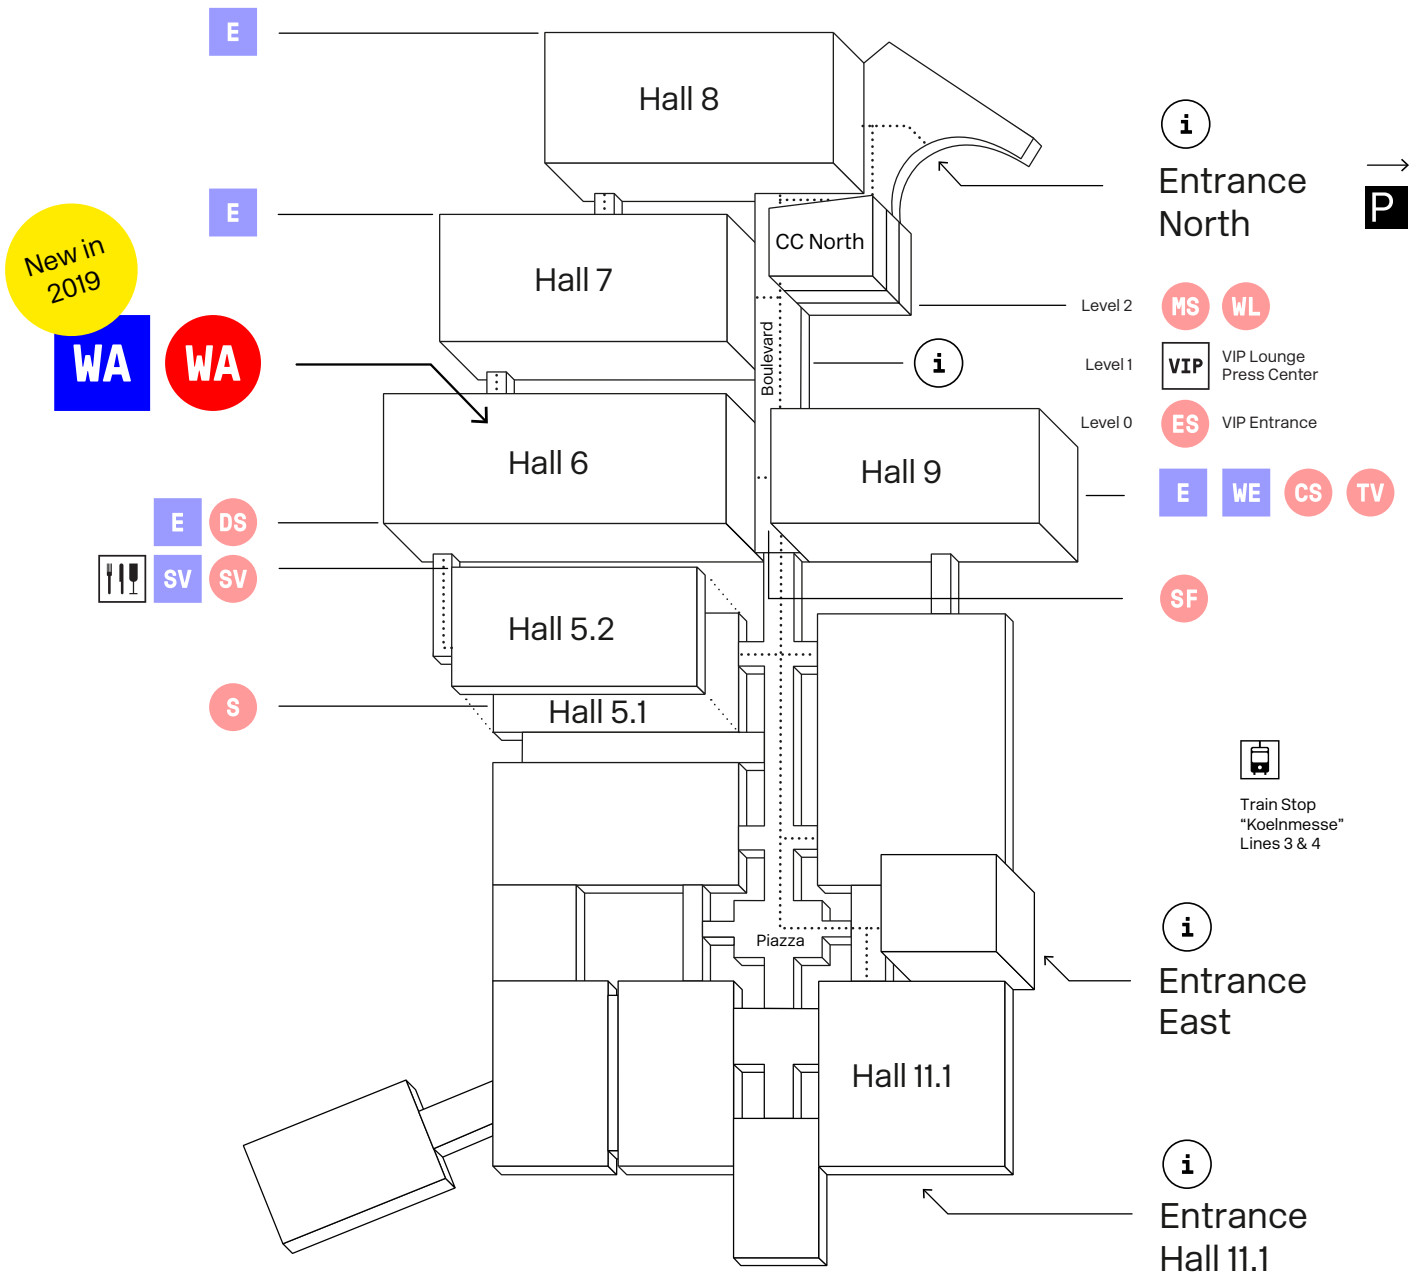 E
Hall 8
i
Entrance
North
P
E
New in
2019
Hall 7
CC North
Boulevard
Level 2
MS WL
WA WA
i
Level 1
VIP
VIP Lounge
Press Center
Level 0
ES
VIP Entrance
Hall 6
Hall 9
E WE CS TV
E DS
SV SV
SF
Hall 5.2
S
Hall 5.1
Train Stop
“Koelnmesse”
Lines 3 & 4
Piazza
i
Entrance
East
Hall 11.1
i
Entrance
Hall 11.1